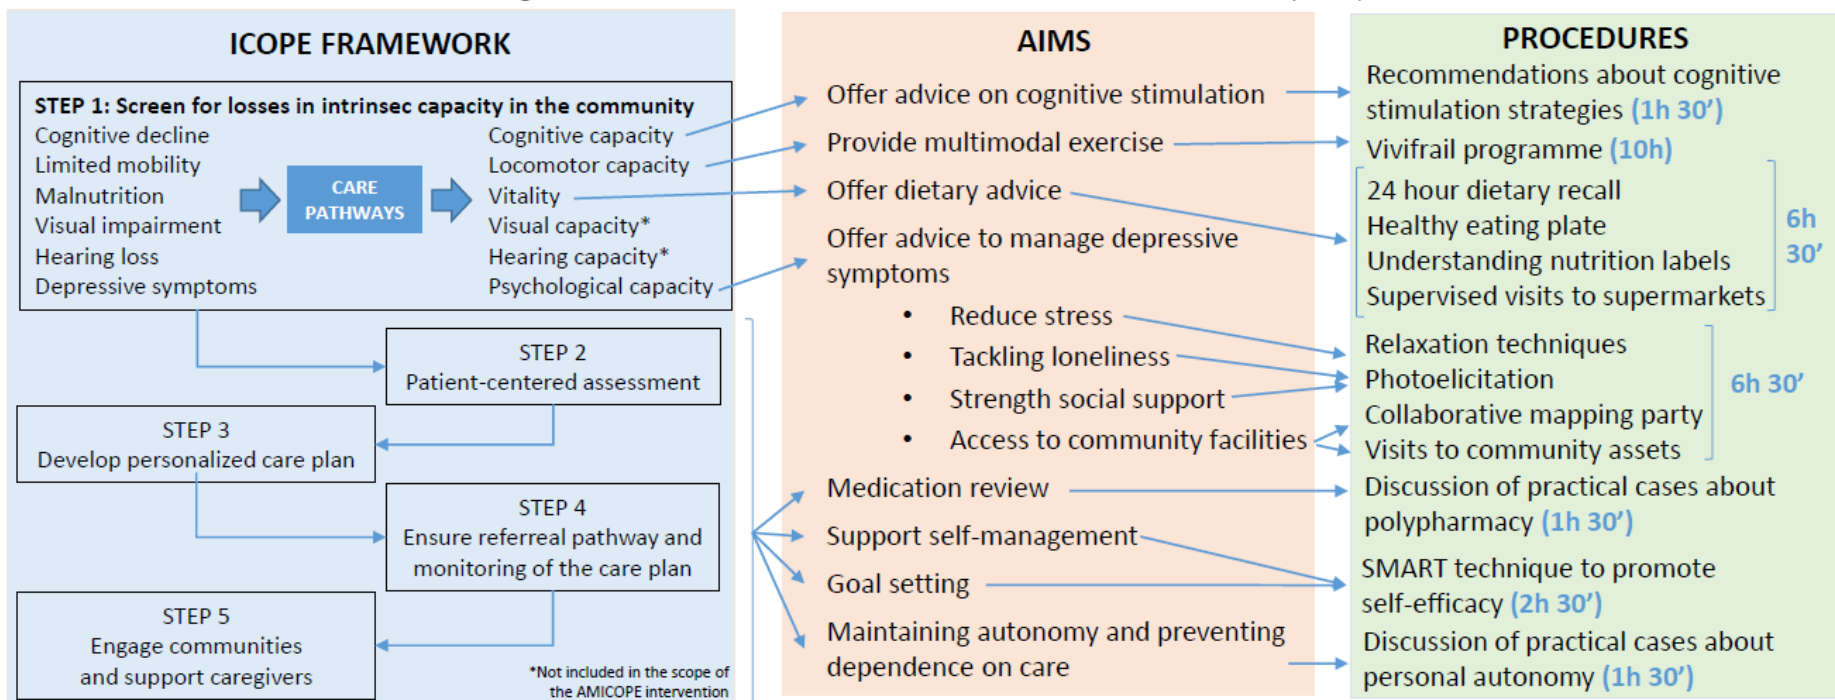 ICOPE FRAMEWORK
STEP 1: Screen for losses in intrinsec capacity in the community
Cognitive decline
Limited mobility
Malnutrition
Visual impairment
Hearing loss
Depressive symptoms
CARE
PATHWAYS
Cognitive capacity
Locomotor capacity
Vitality
Visual capacity*
Hearing capacity*
Psychological capacity
STEP 2
Patient-centered assessment
STEP 3
Develop personalized care plan
STEP 4
Ensure referreal pathway and
monitoring of the care plan
STEP 5
Engage communities
and support caregivers
*Not included in the scope of
the AMICOPE intervention
AIMS
Offer advice on cognitive stimulation
Provide multimodal exercise
Offer dietary advice
Offer advice to manage depressive
symptoms
• Reduce stress
• Tackling loneliness
• Strength social support
• Access to community facilities
Medication review
Support self-management
Goal setting
Maintaining autonomy and preventing
dependence on care
PROCEDURES
Recommendations about cognitive
stimulation strategies (1h 30’)
Vivifrail programme (10h)
24 hour dietary recall
Healthy eating plate
Understanding nutrition labels
Supervised visits to supermarkets
6h
30’
Relaxation techniques
Photoelicitation
Collaborative mapping party
Visits to community assets
6h 30’
Discussion of practical cases about
polypharmacy (1h 30’)
SMART technique to promote
self-efficacy (2h 30’)
Discussion of practical cases about
personal autonomy (1h 30’)